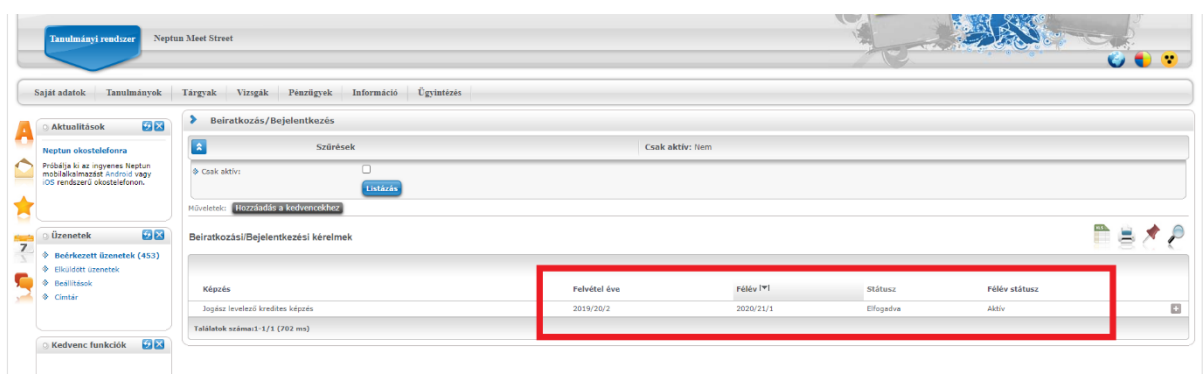 Tanulmányi rendszer Neptun Meet Street
Saját adatok Tanulmányok Tárgyak Vizsgák Pénzügyek Információ Ügyintézés
Aktualitások
Neptun okostelefonra
Próbálja ki az ingyenes Neptun
mobilalkalmazást Android vagy
iOS rendszerű okostelefonon.
7
Üzenetek
Beérkezett üzenetek (453)
Elküldött üzenetek
Beállítások
Címtár
Kedvenc funkciók
Beiratkozás/Bejelentkezés
Szűrések Csak aktív: Nem
Csak aktív:
Listázás
Műveletek: Hozzáadás a kedvencekhez
Beiratkozási/Bejelentkezési kérelmek
Képzés Felvétel éve Félév Státusz Félév státusz
Jogász levelező kredites képzés 2019/20/2 2020/21/1 Elfogadva Aktív
Találatok száma:1-1/1 (702 ms)